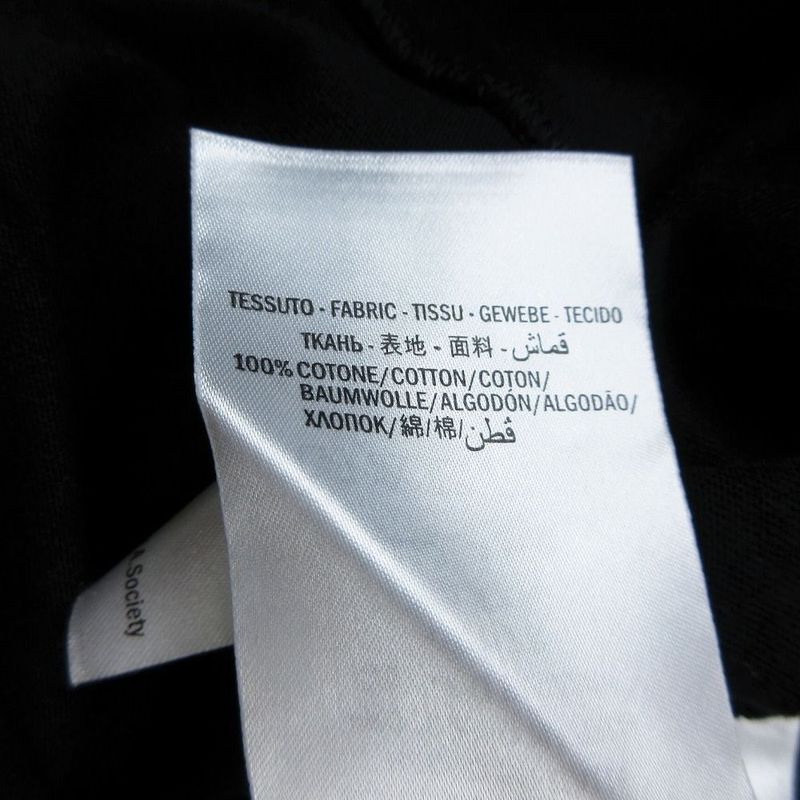 TESSUTO - FABRIC - TISSU - GEWEBE - TECIDO
ТКАНЬ - 表地 - 面料 - قماش
100% COTONE/COTTON/COTON/
BAUMWOLLE/ALGODÓN/ALGODÃO/
ХЛОПОК/綿/棉/قُطن
A.Society